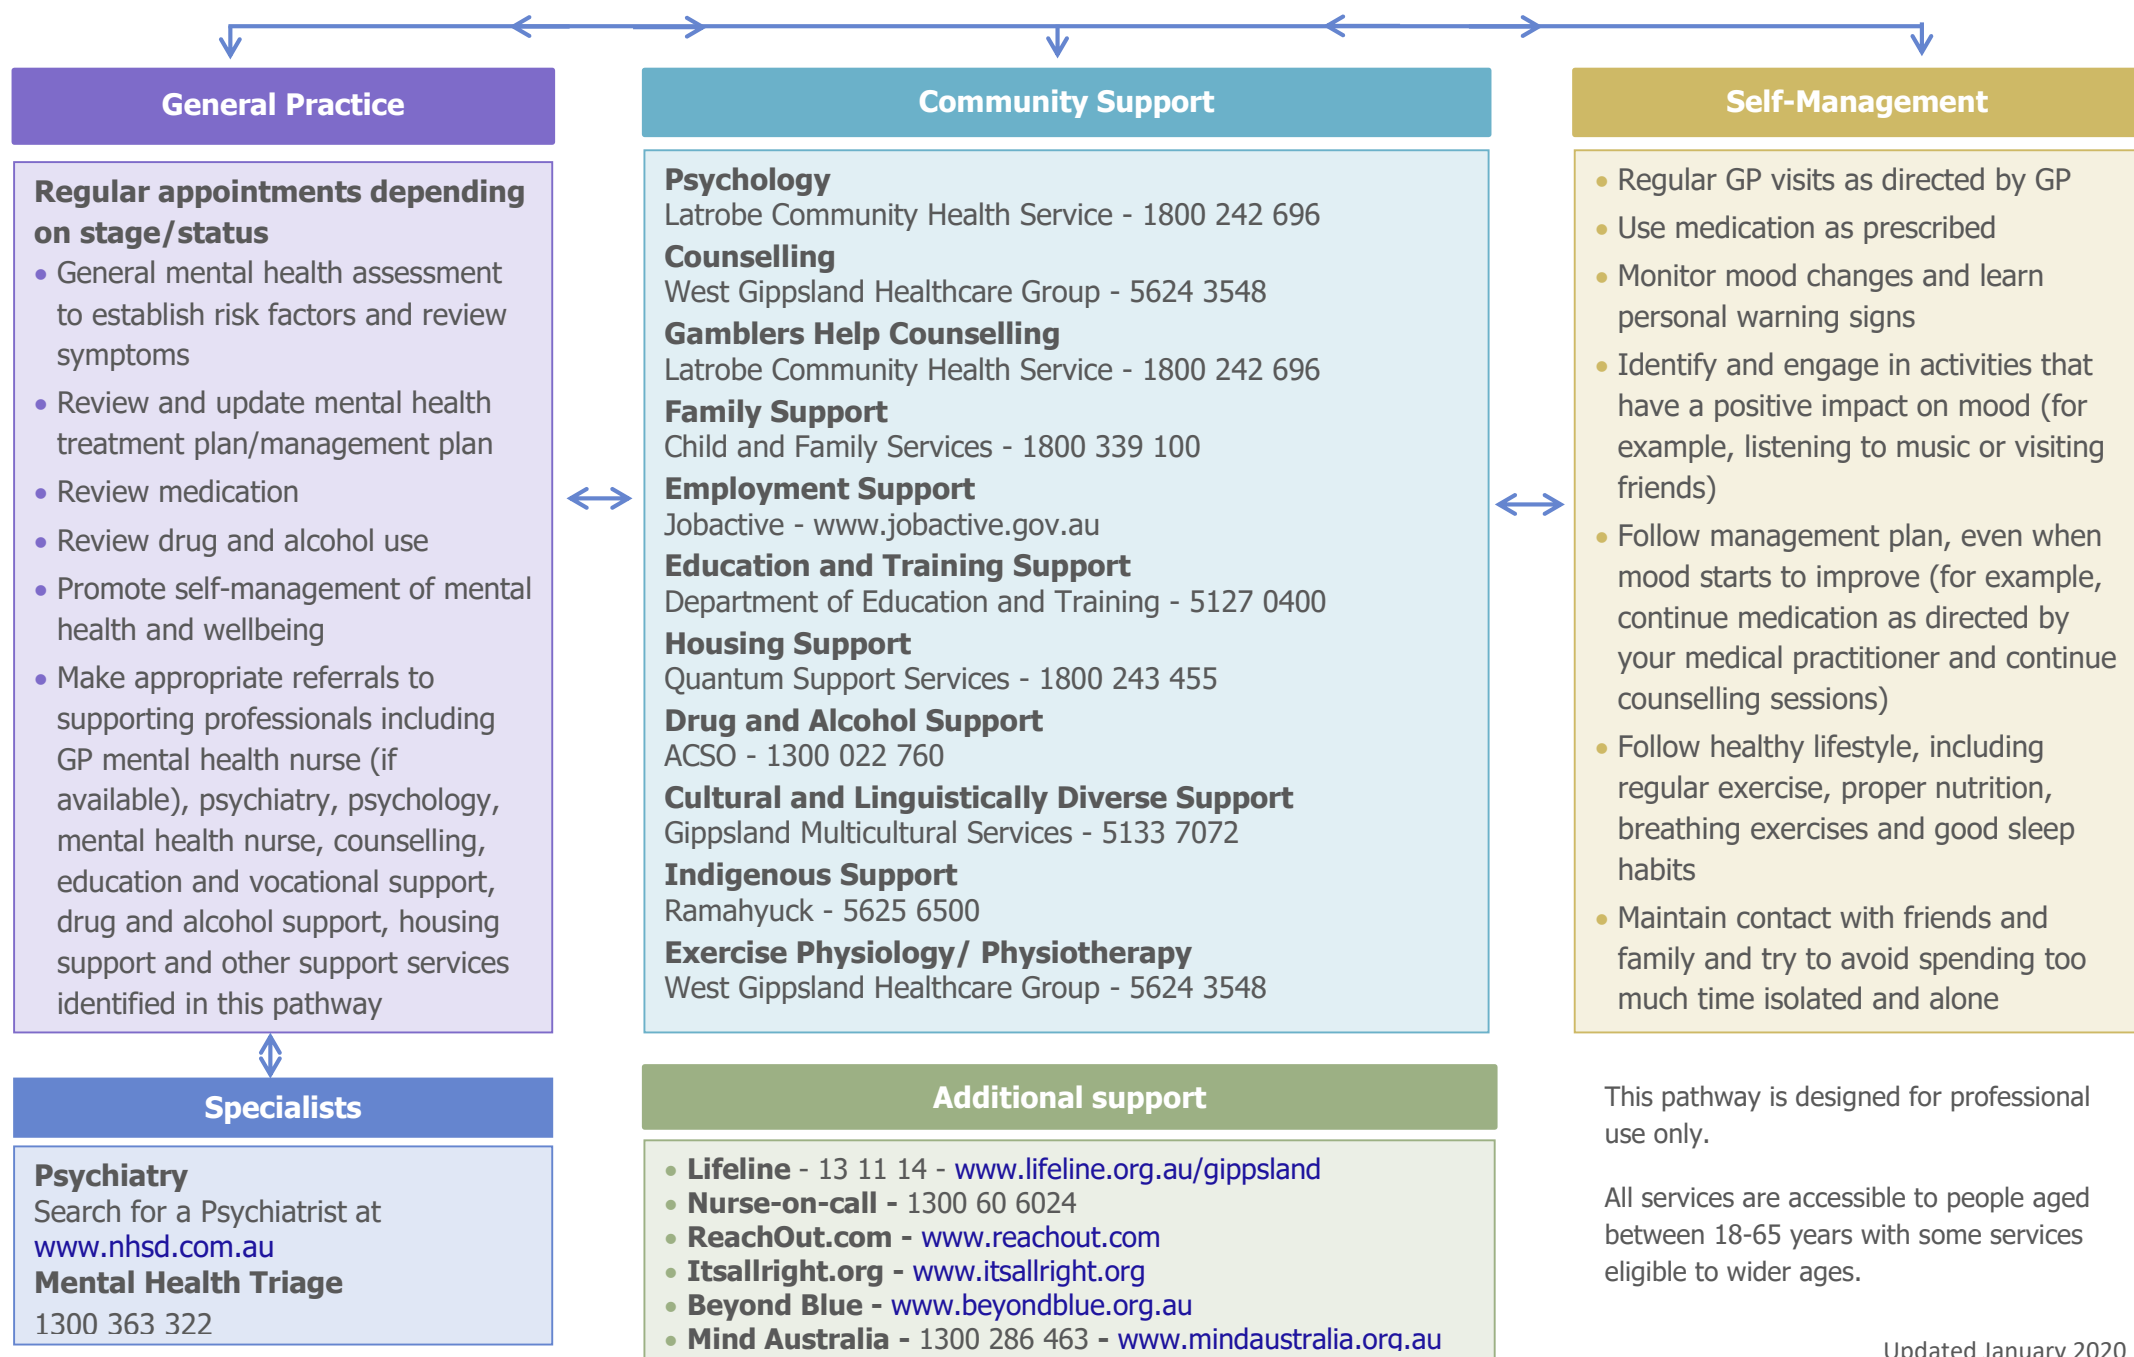 General Practice
Regular appointments depending
on stage/status
• General mental health assessment
to establish risk factors and review
symptoms
• Review and update mental health
treatment plan/management plan
• Review medication
• Review drug and alcohol use
• Promote self-management of mental
health and wellbeing
• Make appropriate referrals to
supporting professionals including
GP mental health nurse (if
available), psychiatry, psychology,
mental health nurse, counselling,
education and vocational support,
drug and alcohol support, housing
support and other support services
identified in this pathway
Specialists
Psychiatry
Search for a Psychiatrist at
www.nhsd.com.au
Mental Health Triage
1300 363 322
Community Support
Psychology
Latrobe Community Health Service - 1800 242 696
Counselling
West Gippsland Healthcare Group - 5624 3548
Gamblers Help Counselling
Latrobe Community Health Service - 1800 242 696
Family Support
Child and Family Services - 1800 339 100
Employment Support
Jobactive - www.jobactive.gov.au
Education and Training Support
Department of Education and Training - 5127 0400
Housing Support
Quantum Support Services - 1800 243 455
Drug and Alcohol Support
ACSO - 1300 022 760
Cultural and Linguistically Diverse Support
Gippsland Multicultural Services - 5133 7072
Indigenous Support
Ramahyuck - 5625 6500
Exercise Physiology/ Physiotherapy
West Gippsland Healthcare Group - 5624 3548
Additional support
• Lifeline - 13 11 14 - www.lifeline.org.au/gippsland
• Nurse-on-call - 1300 60 6024
• ReachOut.com - www.reachout.com
• Itsallright.org - www.itsallright.org
• Beyond Blue - www.beyondblue.org.au
• Mind Australia - 1300 286 463 - www.mindaustralia.org.au
Self-Management
• Regular GP visits as directed by GP
• Use medication as prescribed
• Monitor mood changes and learn
personal warning signs
• Identify and engage in activities that
have a positive impact on mood (for
example, listening to music or visiting
friends)
• Follow management plan, even when
mood starts to improve (for example,
continue medication as directed by
your medical practitioner and continue
counselling sessions)
• Follow healthy lifestyle, including
regular exercise, proper nutrition,
breathing exercises and good sleep
habits
• Maintain contact with friends and
family and try to avoid spending too
much time isolated and alone
This pathway is designed for professional
use only.
All services are accessible to people aged
between 18-65 years with some services
eligible to wider ages.
Updated January 2020